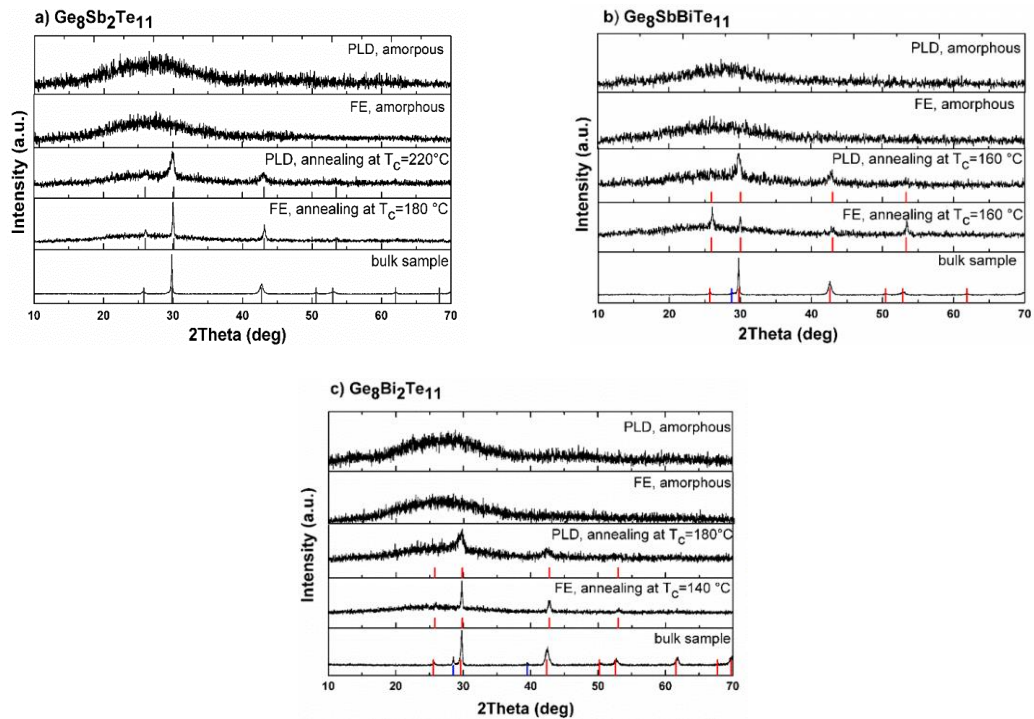 a) Ge8Sb2Te11
PLD, amorpous
FE, amorphous
PLD, annealing at TC=220°C
FE, annealing at TC=180 °C
bulk sample
10 20 30 40 50 60 70
2Theta (deg)
Intensity (a.u.)
b) Ge8SbBiTe11
PLD, amorphous
FE, amorphous
PLD, annealing at TC=160 °C
FE, annealing at TC=160 °C
bulk sample
10 20 30 40 50 60 70
2Theta (deg)
Intensity (a.u.)
c) Ge8Bi2Te11
PLD, amorphous
FE, amorphous
PLD, annealing at TC=180°C
FE, annealing at TC=140 °C
bulk sample
10 20 30 40 50 60 70
2Theta (deg)
Intensity (a.u.)